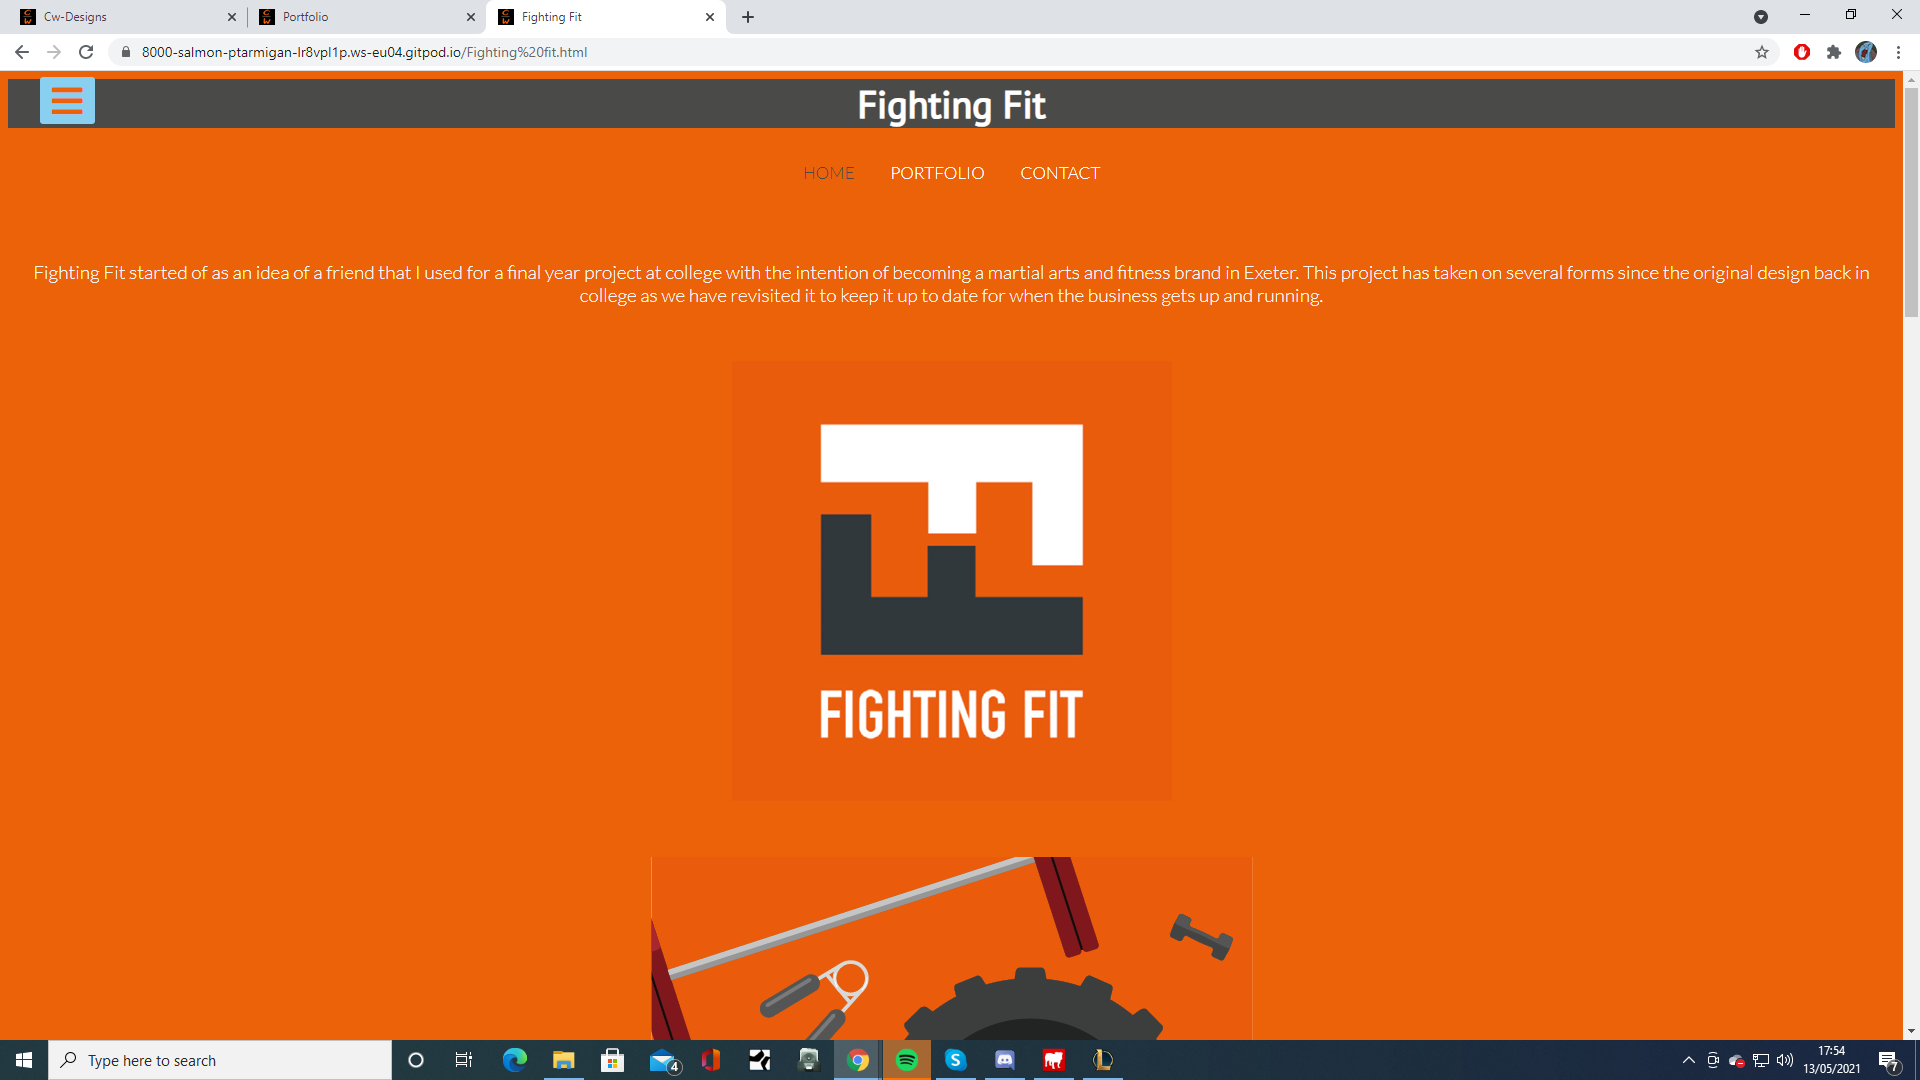 Cw-Designs
Portfolio
Fighting Fit
8000-salmon-ptarmigan-lr8vpl1p.ws-eu04.gitpod.io/Fighting%20fit.html
Fighting Fit
HOME PORTFOLIO CONTACT
Fighting Fit started of as an idea of a friend that I used for a final year project at college with the intention of becoming a martial arts and fitness brand in Exeter. This project has taken on several forms since the original design back in
college as we have revisited it to keep it up to date for when the business gets up and running.
FIGHTING FIT
Type here to search
4
17:54
13/05/2021
7